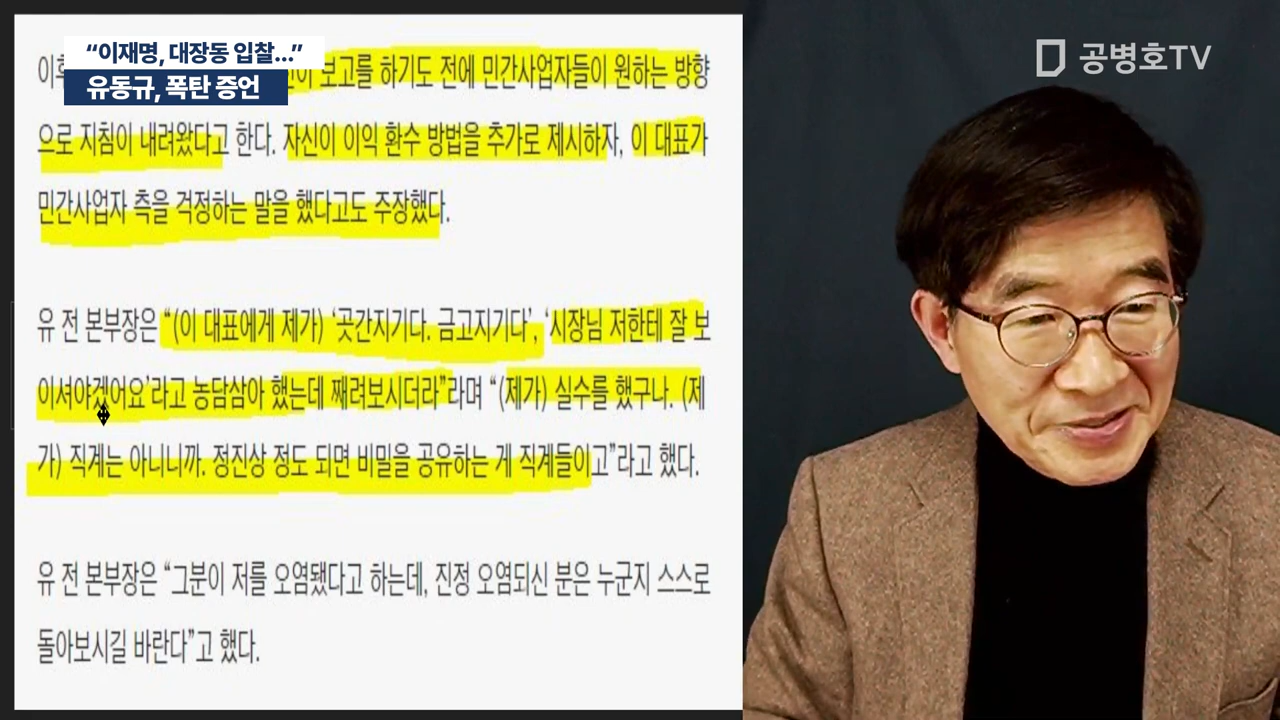 “이재명, 대장동 입찰...”
유동규, 폭탄 증언
공병호TV
보고를 하기도 전에 민간사업자들이 원하는 방향
으로 지침이 내려왔다고 한다. 자신이 이익 환수 방법을 추가로 제시하자, 이 대표가
민간사업자 측을 걱정하는 말을 했다고도 주장했다.
유 전 본부장은 “(이 대표에게 제가) ‘곳간지기다. 금고지기다’, ‘시장님 저한테 잘 보
이셔야겠어요’라고 농담삼아 했는데 째려보시더라”라며 “(제가) 실수를 했구나. (제
가) 직계는 아니니까. 정진상 정도 되면 비밀을 공유하는 게 직계들이고”라고 했다.
유 전 본부장은 “그분이 저를 오염됐다고 하는데, 진정 오염되신 분은 누군지 스스로
돌아보시길 바란다”고 했다.